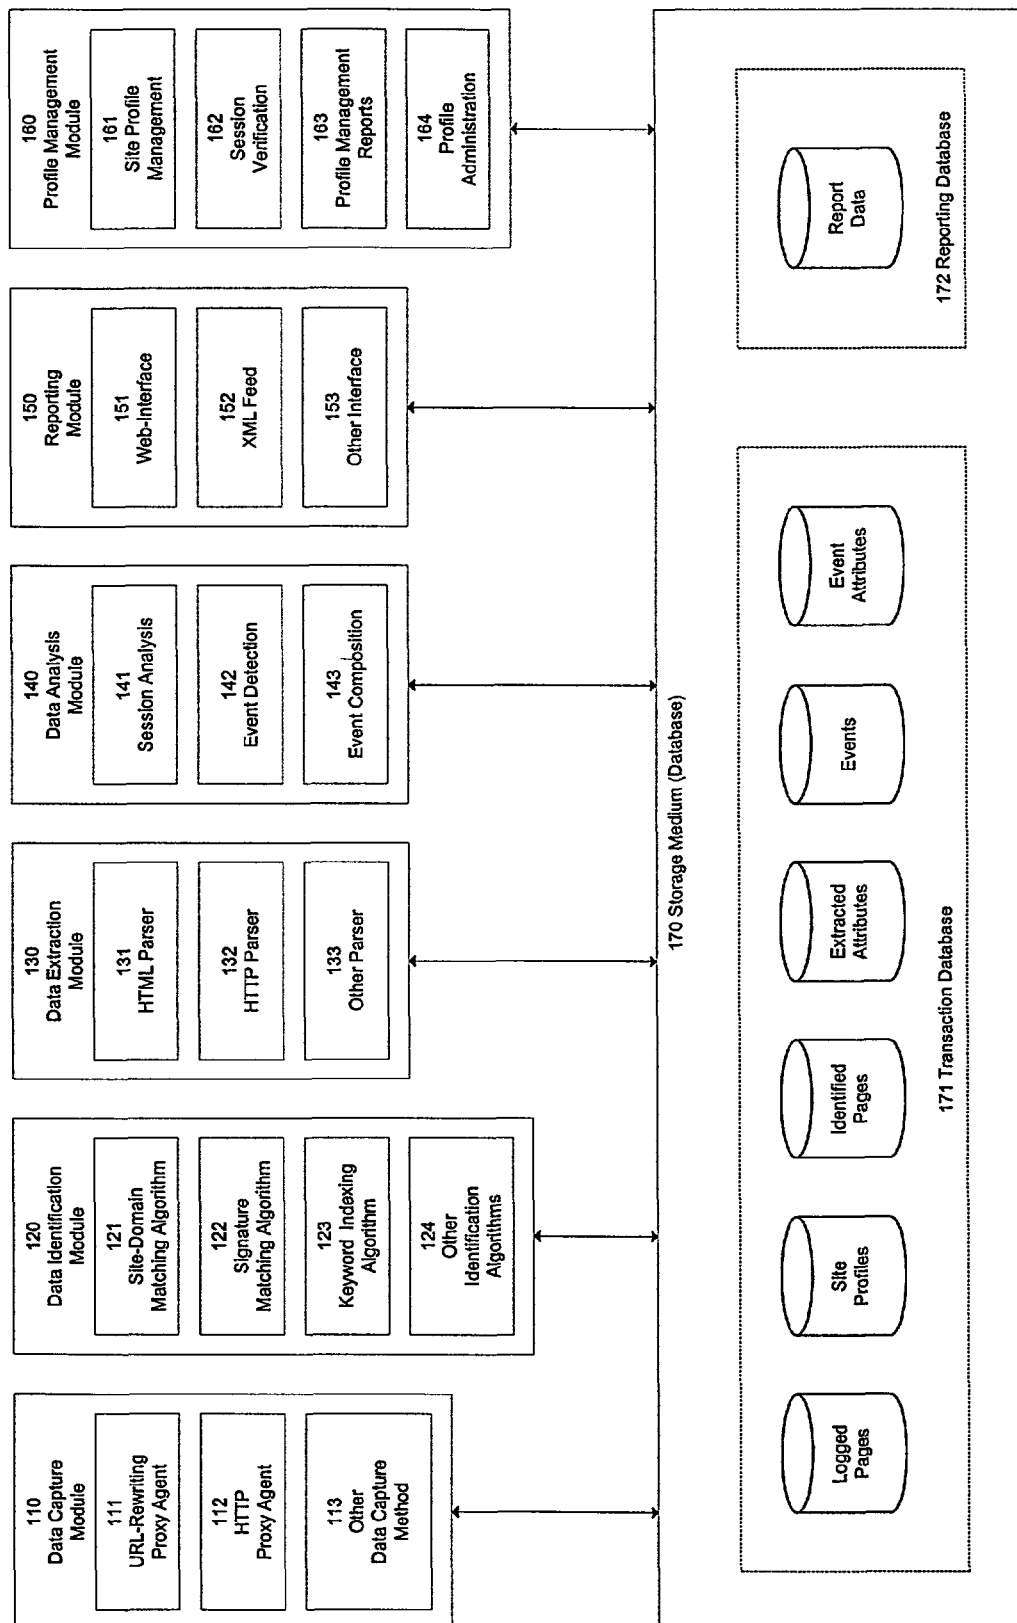 110
Data Capture
Module
111
URL-Rewriting
Proxy Agent
112
HTTP
Proxy Agent
113
Other
Data Capture
Method
120
Data Identification
Module
121
Site-Domain
Matching Algorithm
122
Signature
Matching Algorithm
123
Keyword Indexing
Algorithm
124
Other
Identification
Algorithms
130
Data Extraction
Module
131
HTML Parser
132
HTTP Parser
133
Other Parser
140
Data Analysis
Module
141
Session Analysis
142
Event Detection
143
Event Composition
150
Reporting
Module
151
Web-Interface
152
XML Feed
153
Other Interface
160
Profile Management
Module
161
Site Profile
Management
162
Session
Verification
163
Profile Management
Reports
164
Profile
Administration
170 Storage Medium (Database)
Logged
Pages
Site
Profiles
Identified
Pages
Extracted
Attributes
Events
Event
Attributes
171 Transaction Database
Report
Data
172 Reporting Database